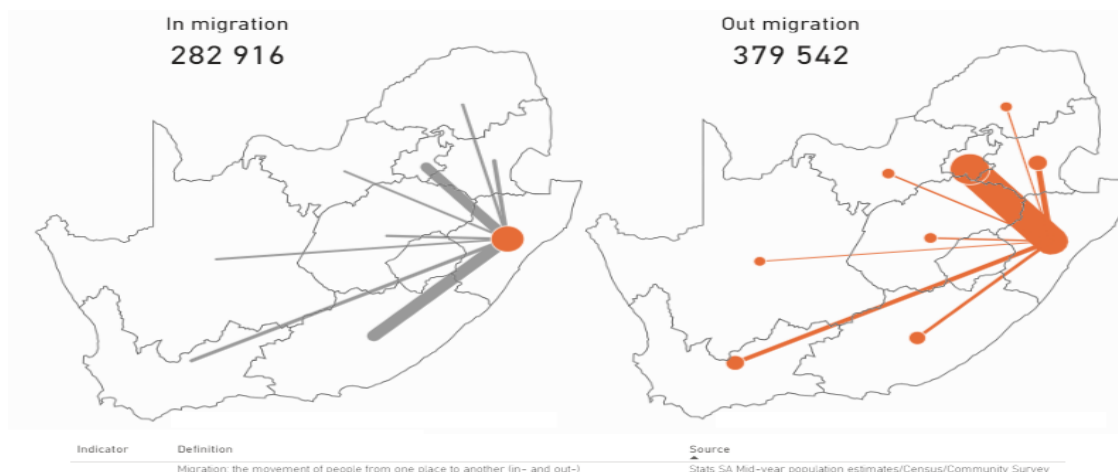 In migration
282 916
Out migration
379 542
Indicator Definition Source
Migration: the movement of people from one place to another (in- and out-) Stats SA Mid-year population estimates/Census/Community Survey